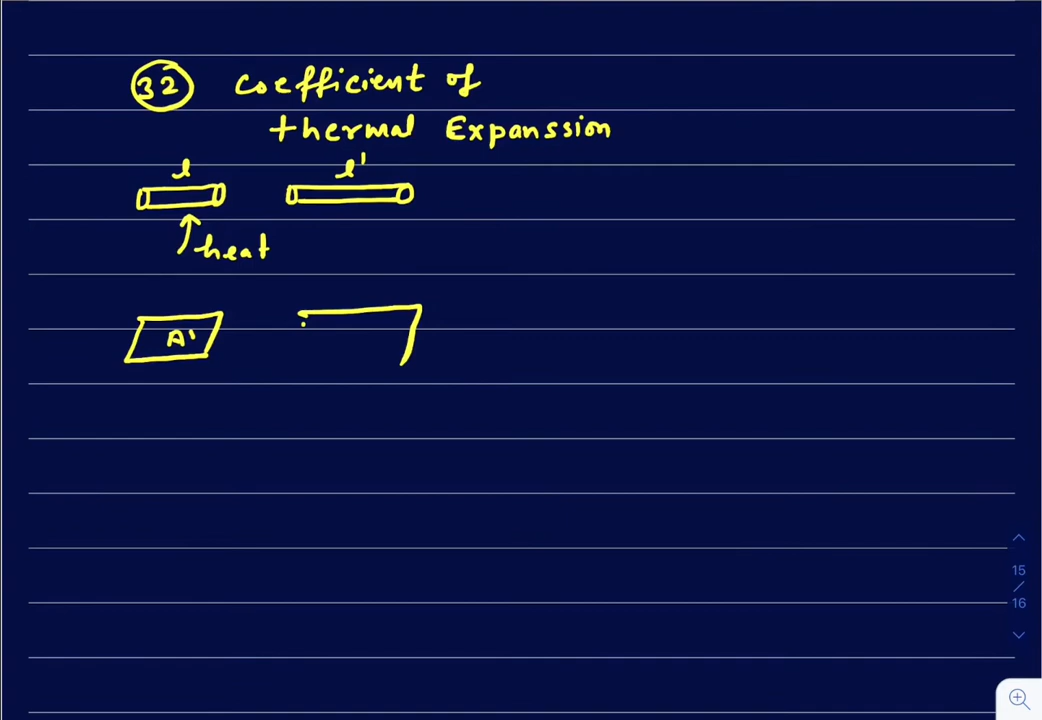 32 Coefficient of
thermal Expanssion
l l'
heat
A'
15
/
16